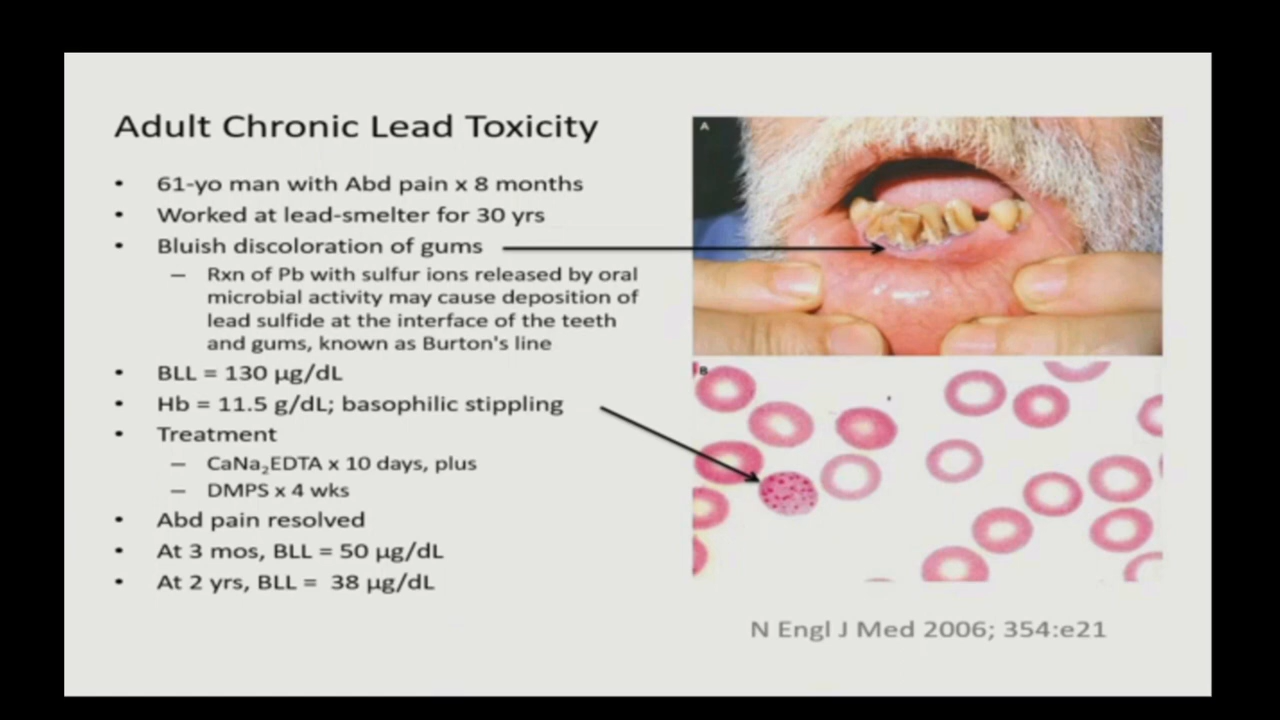 Adult Chronic Lead Toxicity
• 61-yo man with Abd pain x 8 months
• Worked at lead-smelter for 30 yrs
• Bluish discoloration of gums
– Rxn of Pb with sulfur ions released by oral
microbial activity may cause deposition of
lead sulfide at the interface of the teeth
and gums, known as Burton's line
• BLL = 130 µg/dL
• Hb = 11.5 g/dL; basophilic stippling
• Treatment
– CaNa₂EDTA x 10 days, plus
– DMPS x 4 wks
• Abd pain resolved
• At 3 mos, BLL = 50 µg/dL
• At 2 yrs, BLL = 38 µg/dL
A
B
N Engl J Med 2006; 354:e21